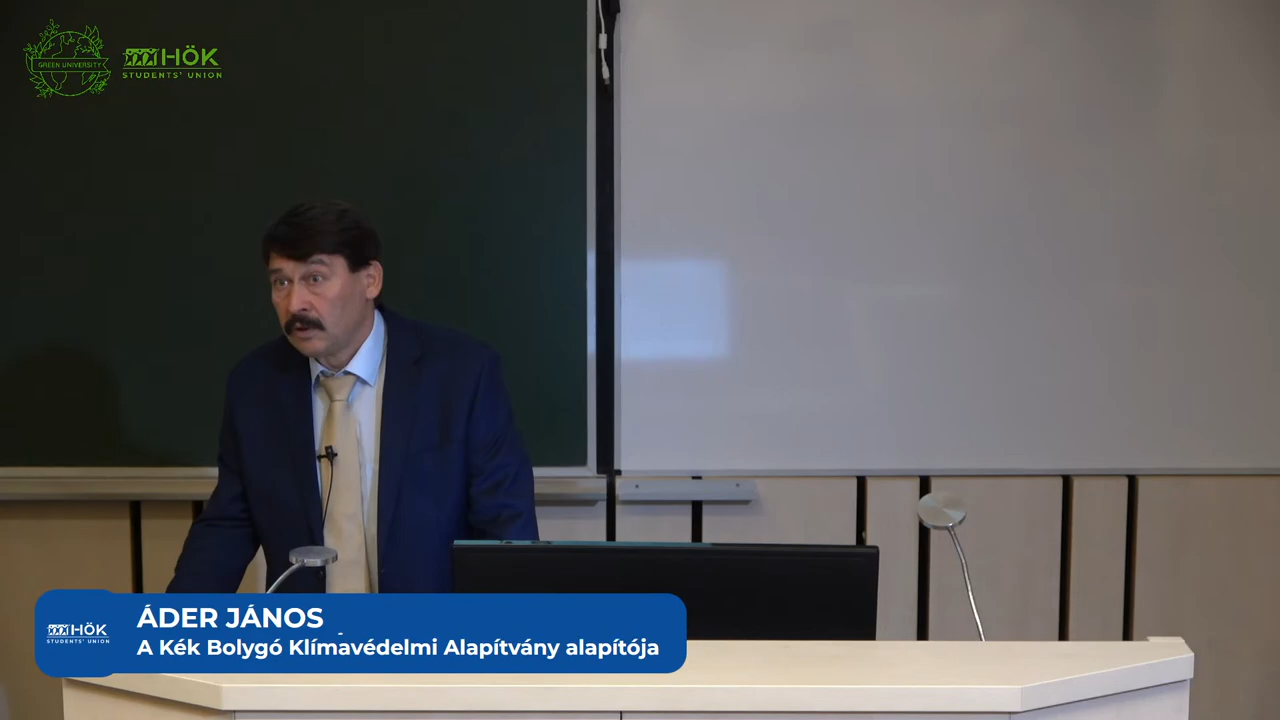 GREEN UNIVERSITY
HÖK
STUDENTS' UNION
HÖK
STUDENTS' UNION
ÁDER JÁNOS
A Kék Bolygó Klímavédelmi Alapítvány alapítója